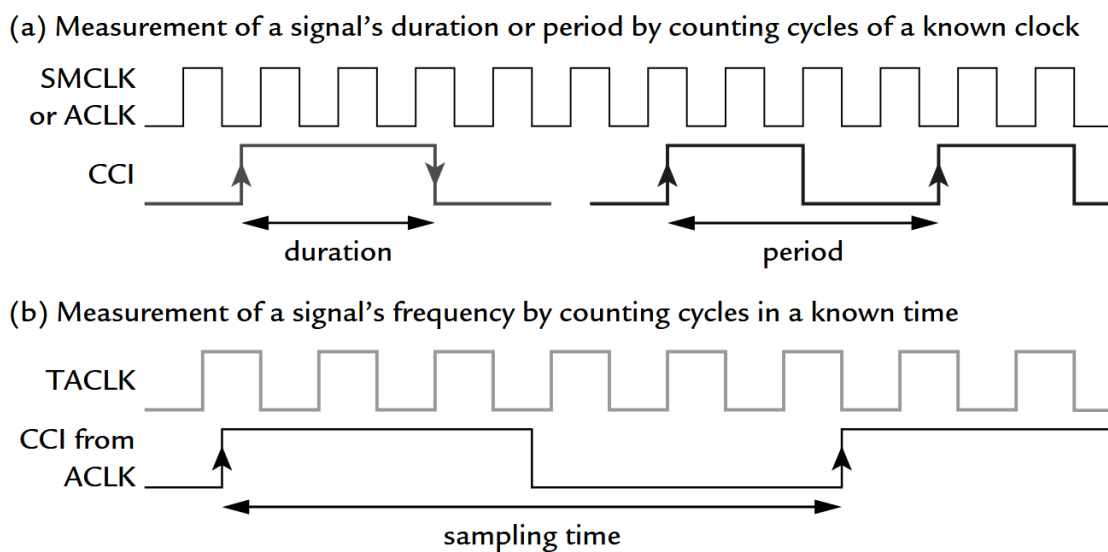 (a) Measurement of a signal’s duration or period by counting cycles of a known clock
SMCLK
or ACLK
CCI
duration
period
(b) Measurement of a signal’s frequency by counting cycles in a known time
TACLK
CCI from
ACLK
sampling time